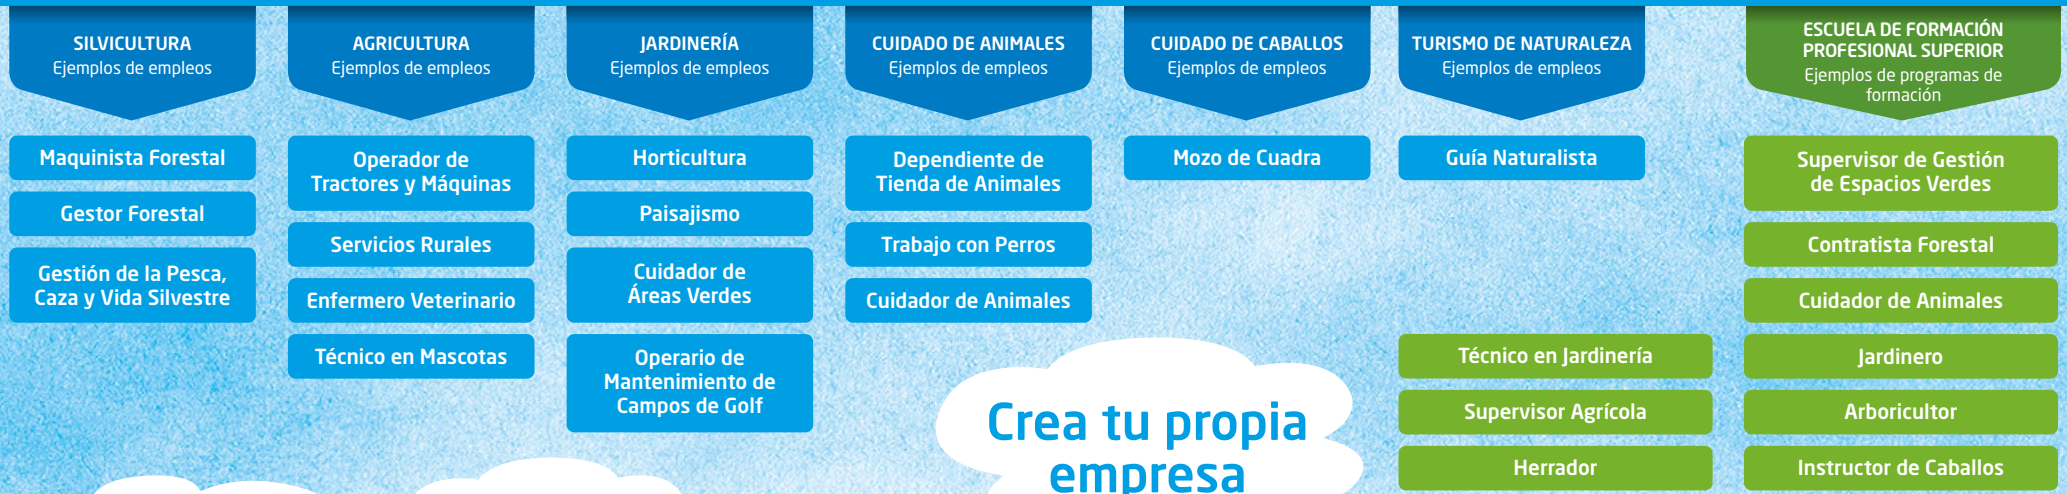 SILVICULTURA
Ejemplos de empleos
Maquinista Forestal
Gestor Forestal
Gestión de la Pesca,
Caza y Vida Silvestre
AGRICULTURA
Ejemplos de empleos
Operador de
Tractores y Máquinas
Servicios Rurales
Enfermero Veterinario
Técnico en Mascotas
JARDINERÍA
Ejemplos de empleos
Horticultura
Paisajismo
Cuidador de
Áreas Verdes
Operario de
Mantenimiento de
Campos de Golf
CUIDADO DE ANIMALES
Ejemplos de empleos
Dependiente de
Tienda de Animales
Trabajo con Perros
Cuidador de Animales
CUIDADO DE CABALLOS
Ejemplos de empleos
Mozo de Cuadra
TURISMO DE NATURALEZA
Ejemplos de empleos
Guía Naturalista
ESCUELA DE FORMACIÓN
PROFESIONAL SUPERIOR
Ejemplos de programas de
formación
Supervisor de Gestión
de Espacios Verdes
Contratista Forestal
Cuidador de Animales
Jardinero
Arboricultor
Instructor de Caballos
Técnico en Jardinería
Supervisor Agrícola
Herrador
Crea tu propia
empresa